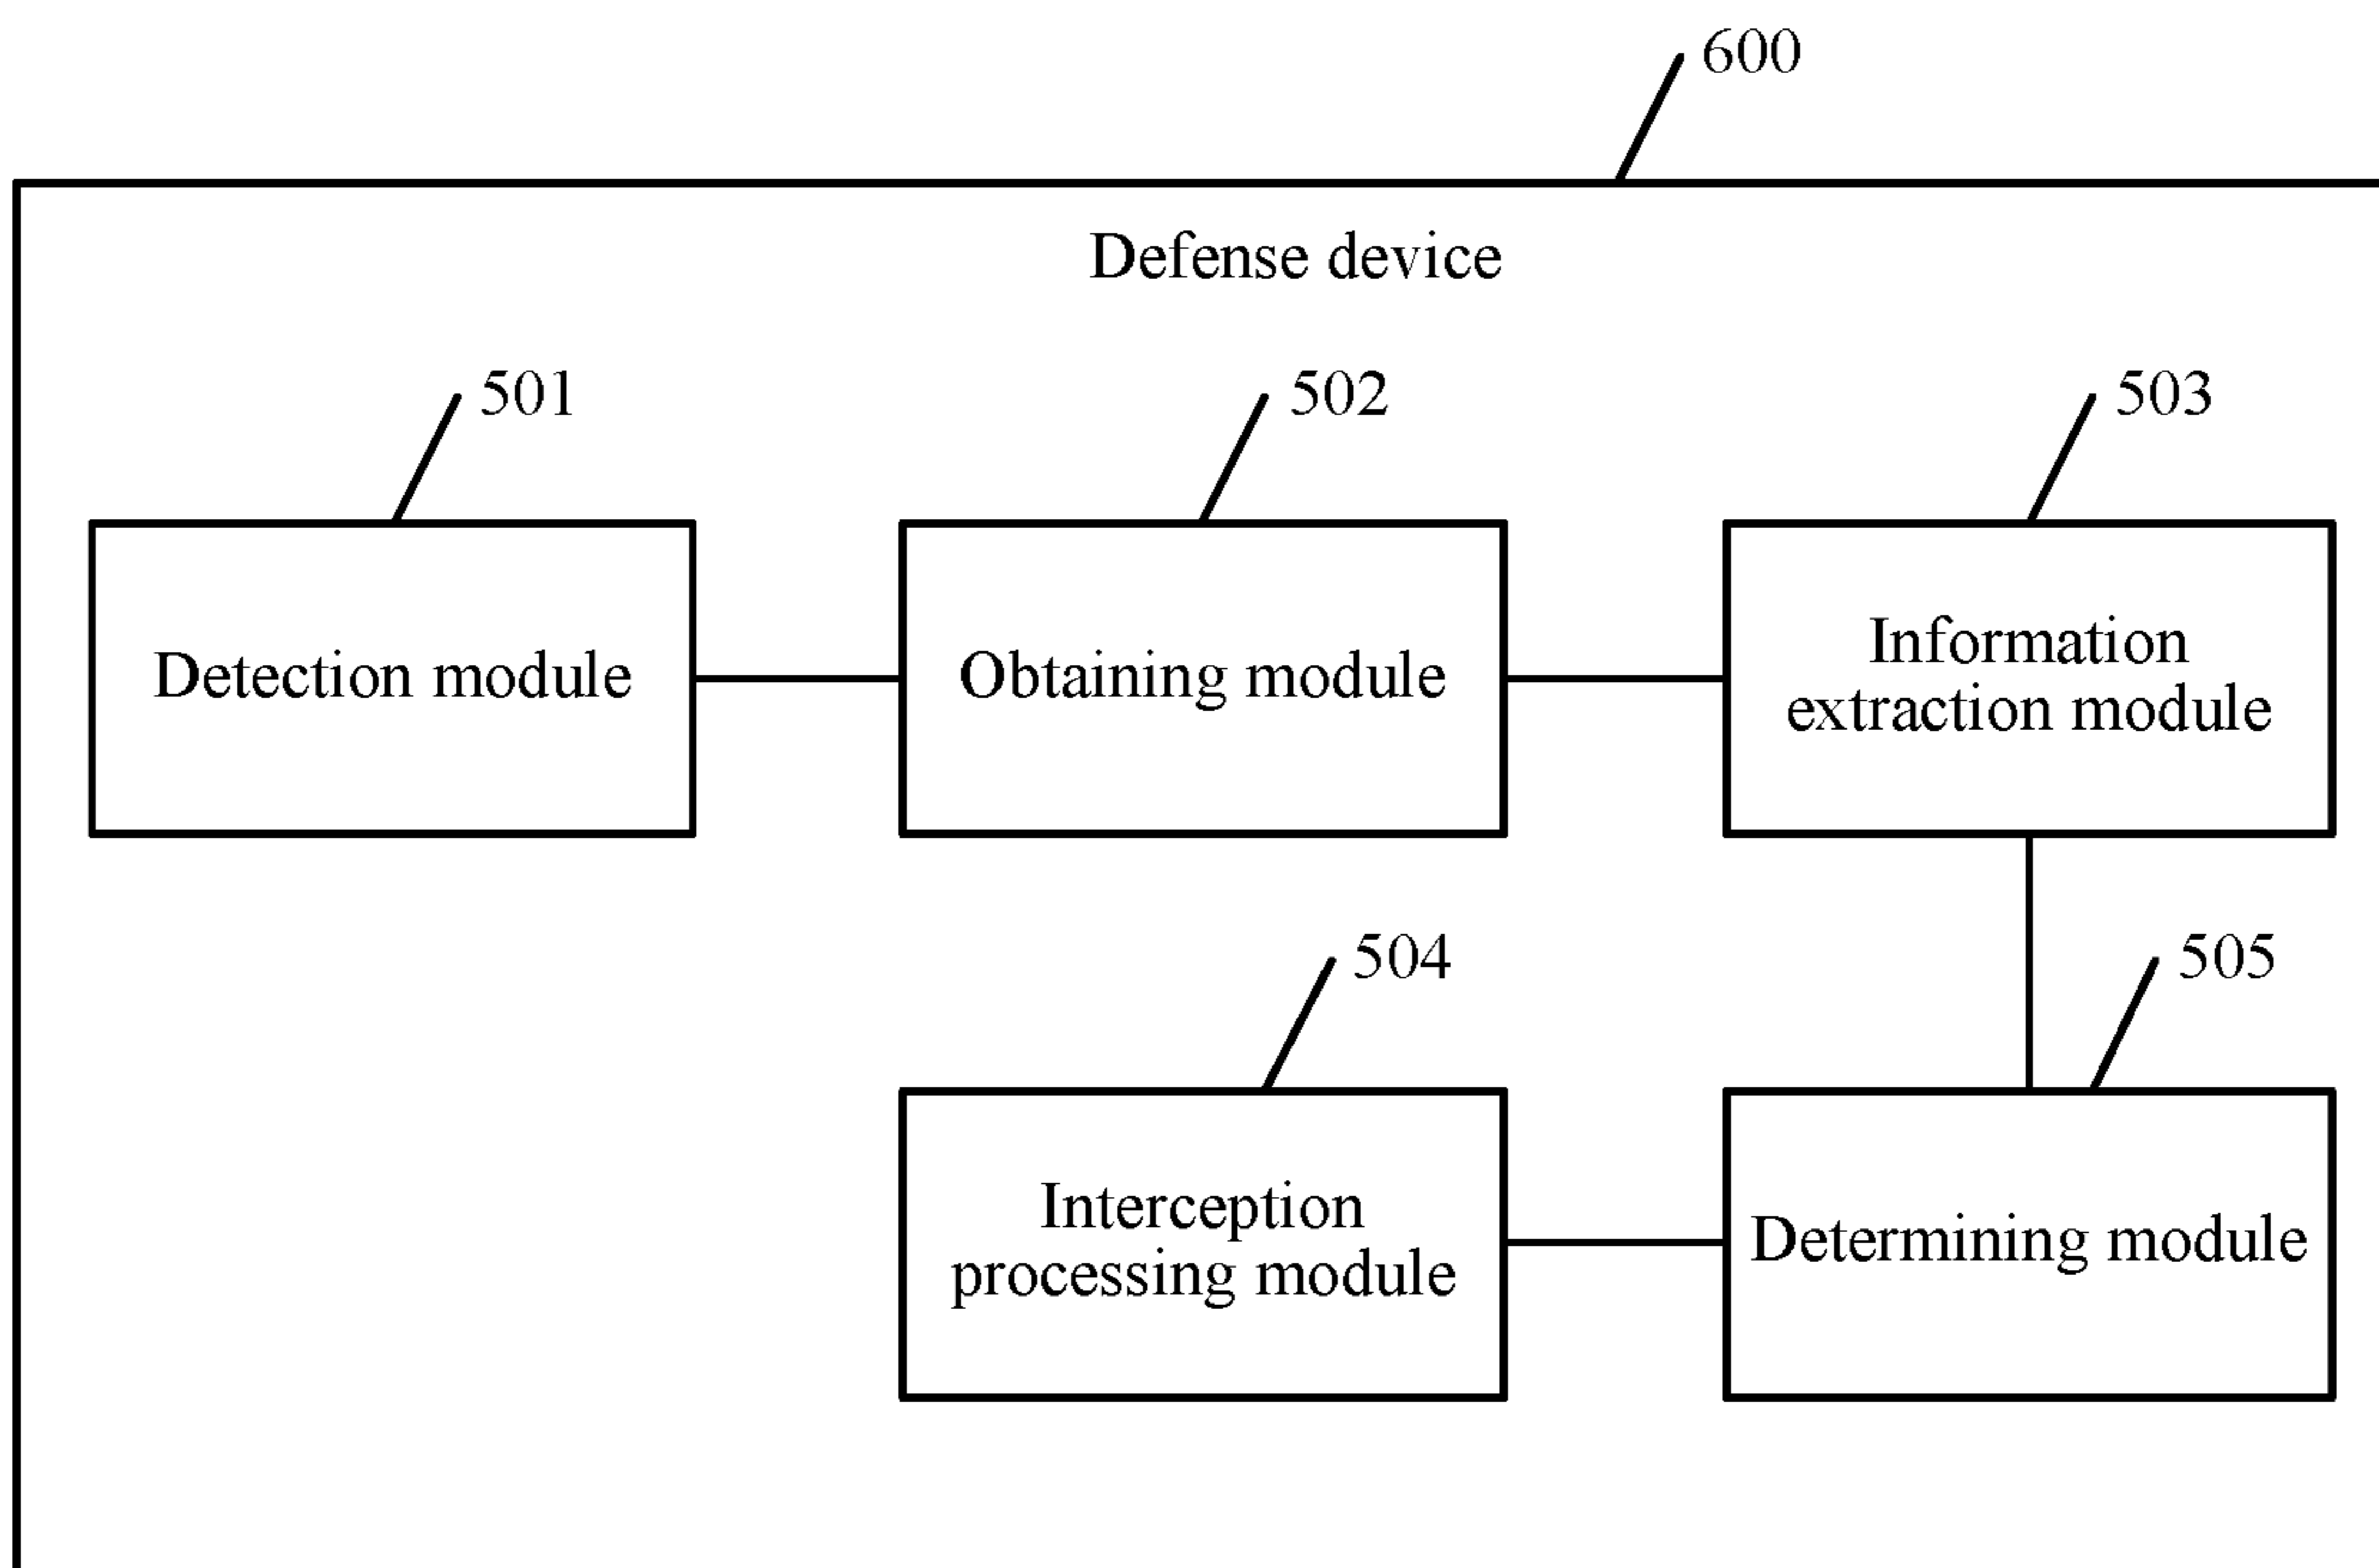 600
Defense device
501
502
503
Detection module
Obtaining module
Information
extraction module
504
505
Interception
processing module
Determining module